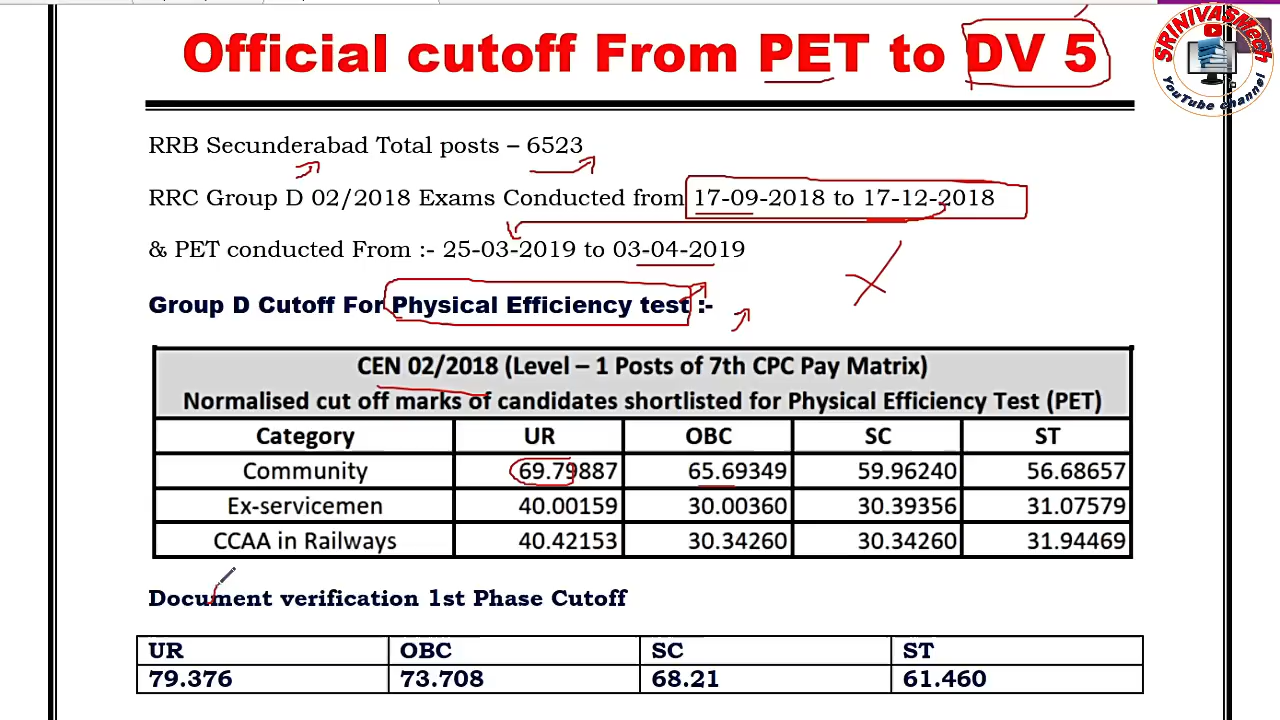 Official cutoff From PET to DV 5
SRINIVASMech
YouTube channel
RRB Secunderabad Total posts – 6523
RRC Group D 02/2018 Exams Conducted from 17-09-2018 to 17-12-2018
& PET conducted From :- 25-03-2019 to 03-04-2019
Group D Cutoff For Physical Efficiency test :-
CEN 02/2018 (Level – 1 Posts of 7th CPC Pay Matrix)
Normalised cut off marks of candidates shortlisted for Physical Efficiency Test (PET)
Category UR OBC SC ST
Community 69.79887 65.69349 59.96240 56.68657
Ex-servicemen 40.00159 30.00360 30.39356 31.07579
CCAA in Railways 40.42153 30.34260 30.34260 31.94469
Document verification 1st Phase Cutoff
UR OBC SC ST
79.376 73.708 68.21 61.460